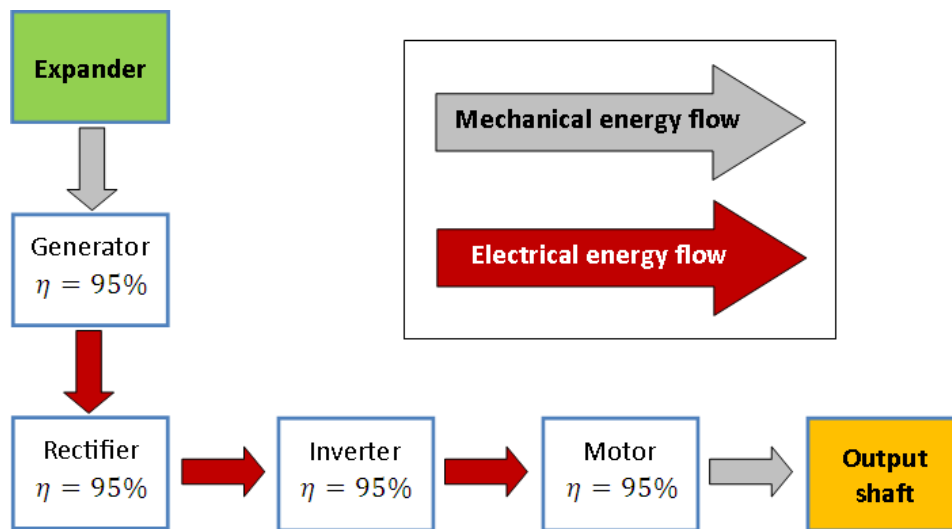 Expander
Mechanical energy flow
Electrical energy flow
Generator
η = 95%
Rectifier
η = 95%
Inverter
η = 95%
Motor
η = 95%
Output
shaft